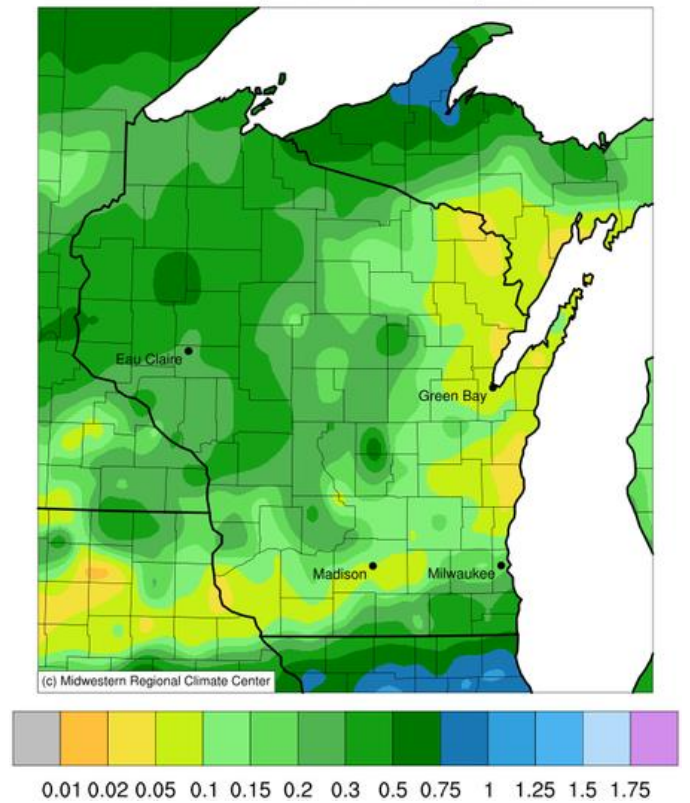 Eau Claire
Green Bay
Madison
Milwaukee
(c) Midwestern Regional Climate Center
0.01 0.02 0.05 0.1 0.15 0.2 0.3 0.5 0.75 1 1.25 1.5 1.75